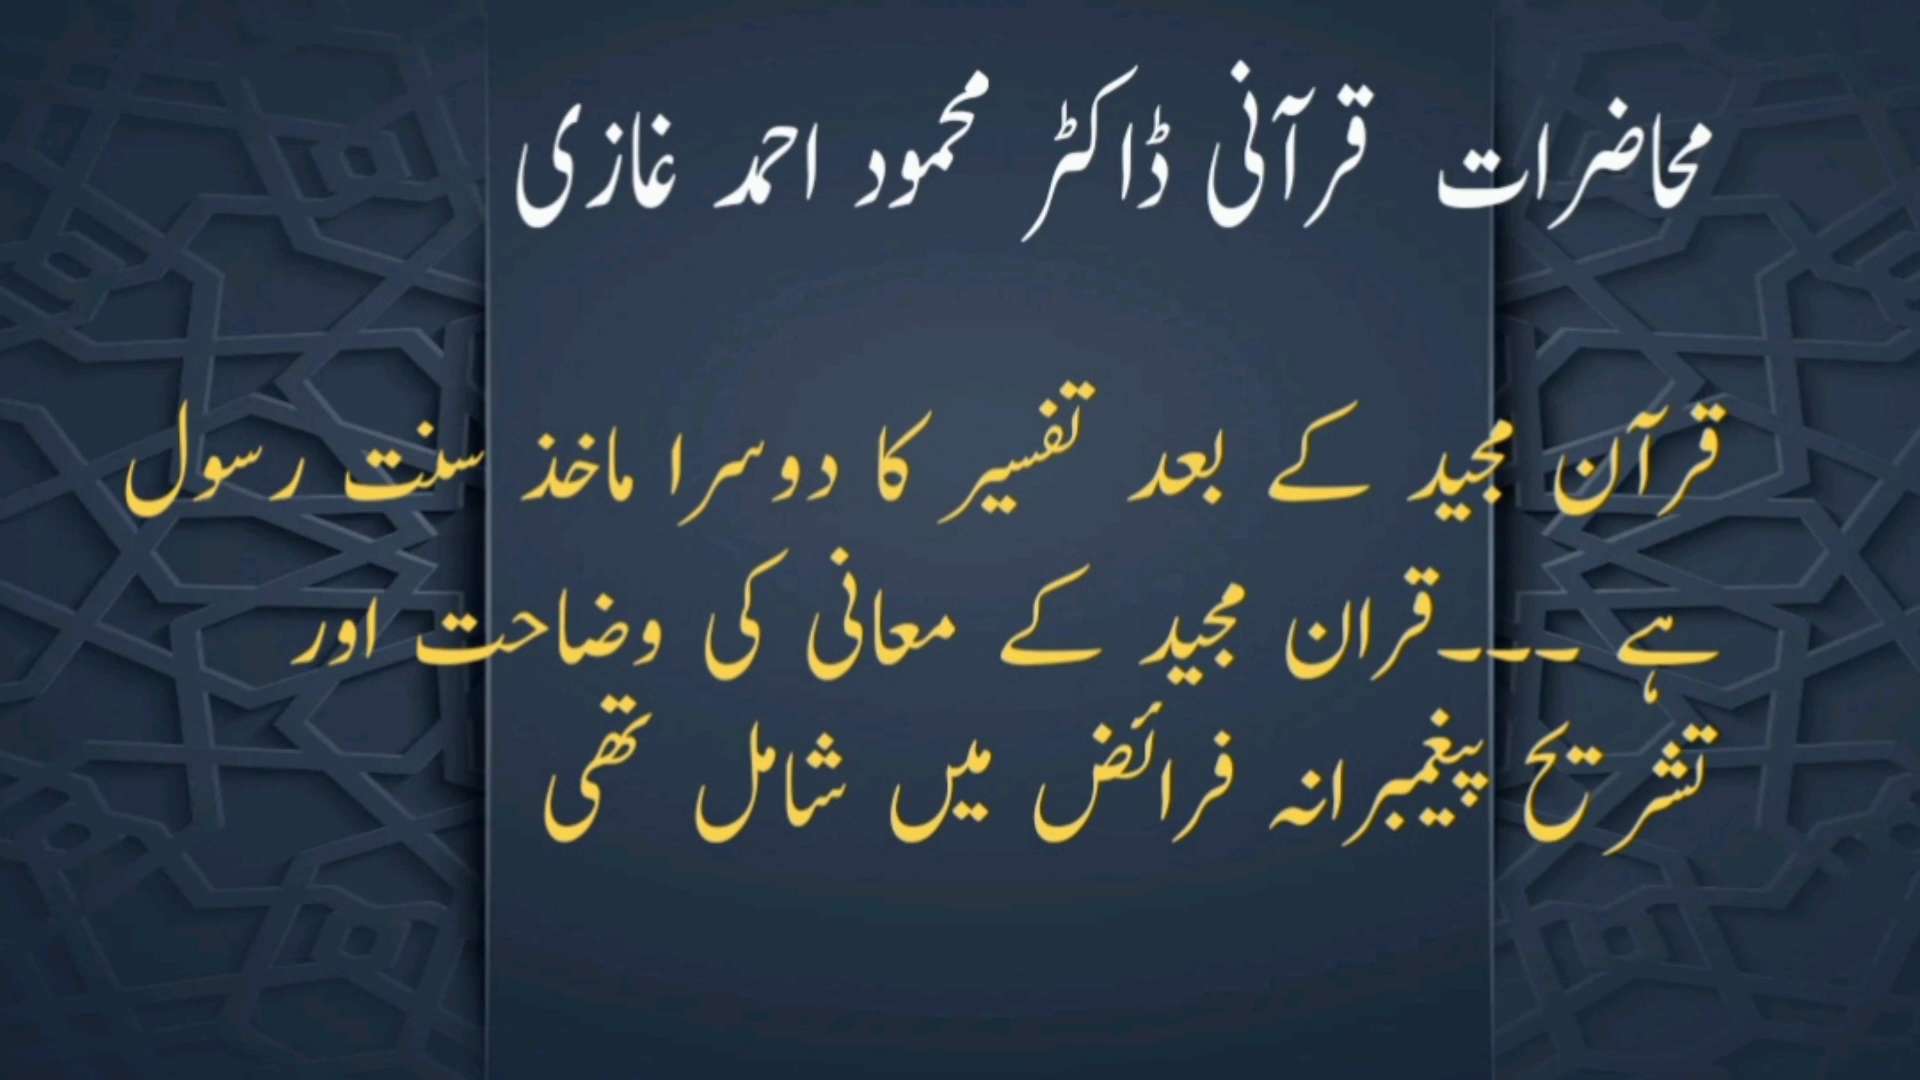 محاضرات قرآنی ڈاکٹر محمود احمد غازی
قرآن مجید کے بعد تفسیر کا دوسرا ماخذ سنت رسول
ہے ۔۔۔قران مجید کے معانی کی وضاحت اور
تشریح پیغمبرانہ فرائض میں شامل تھی